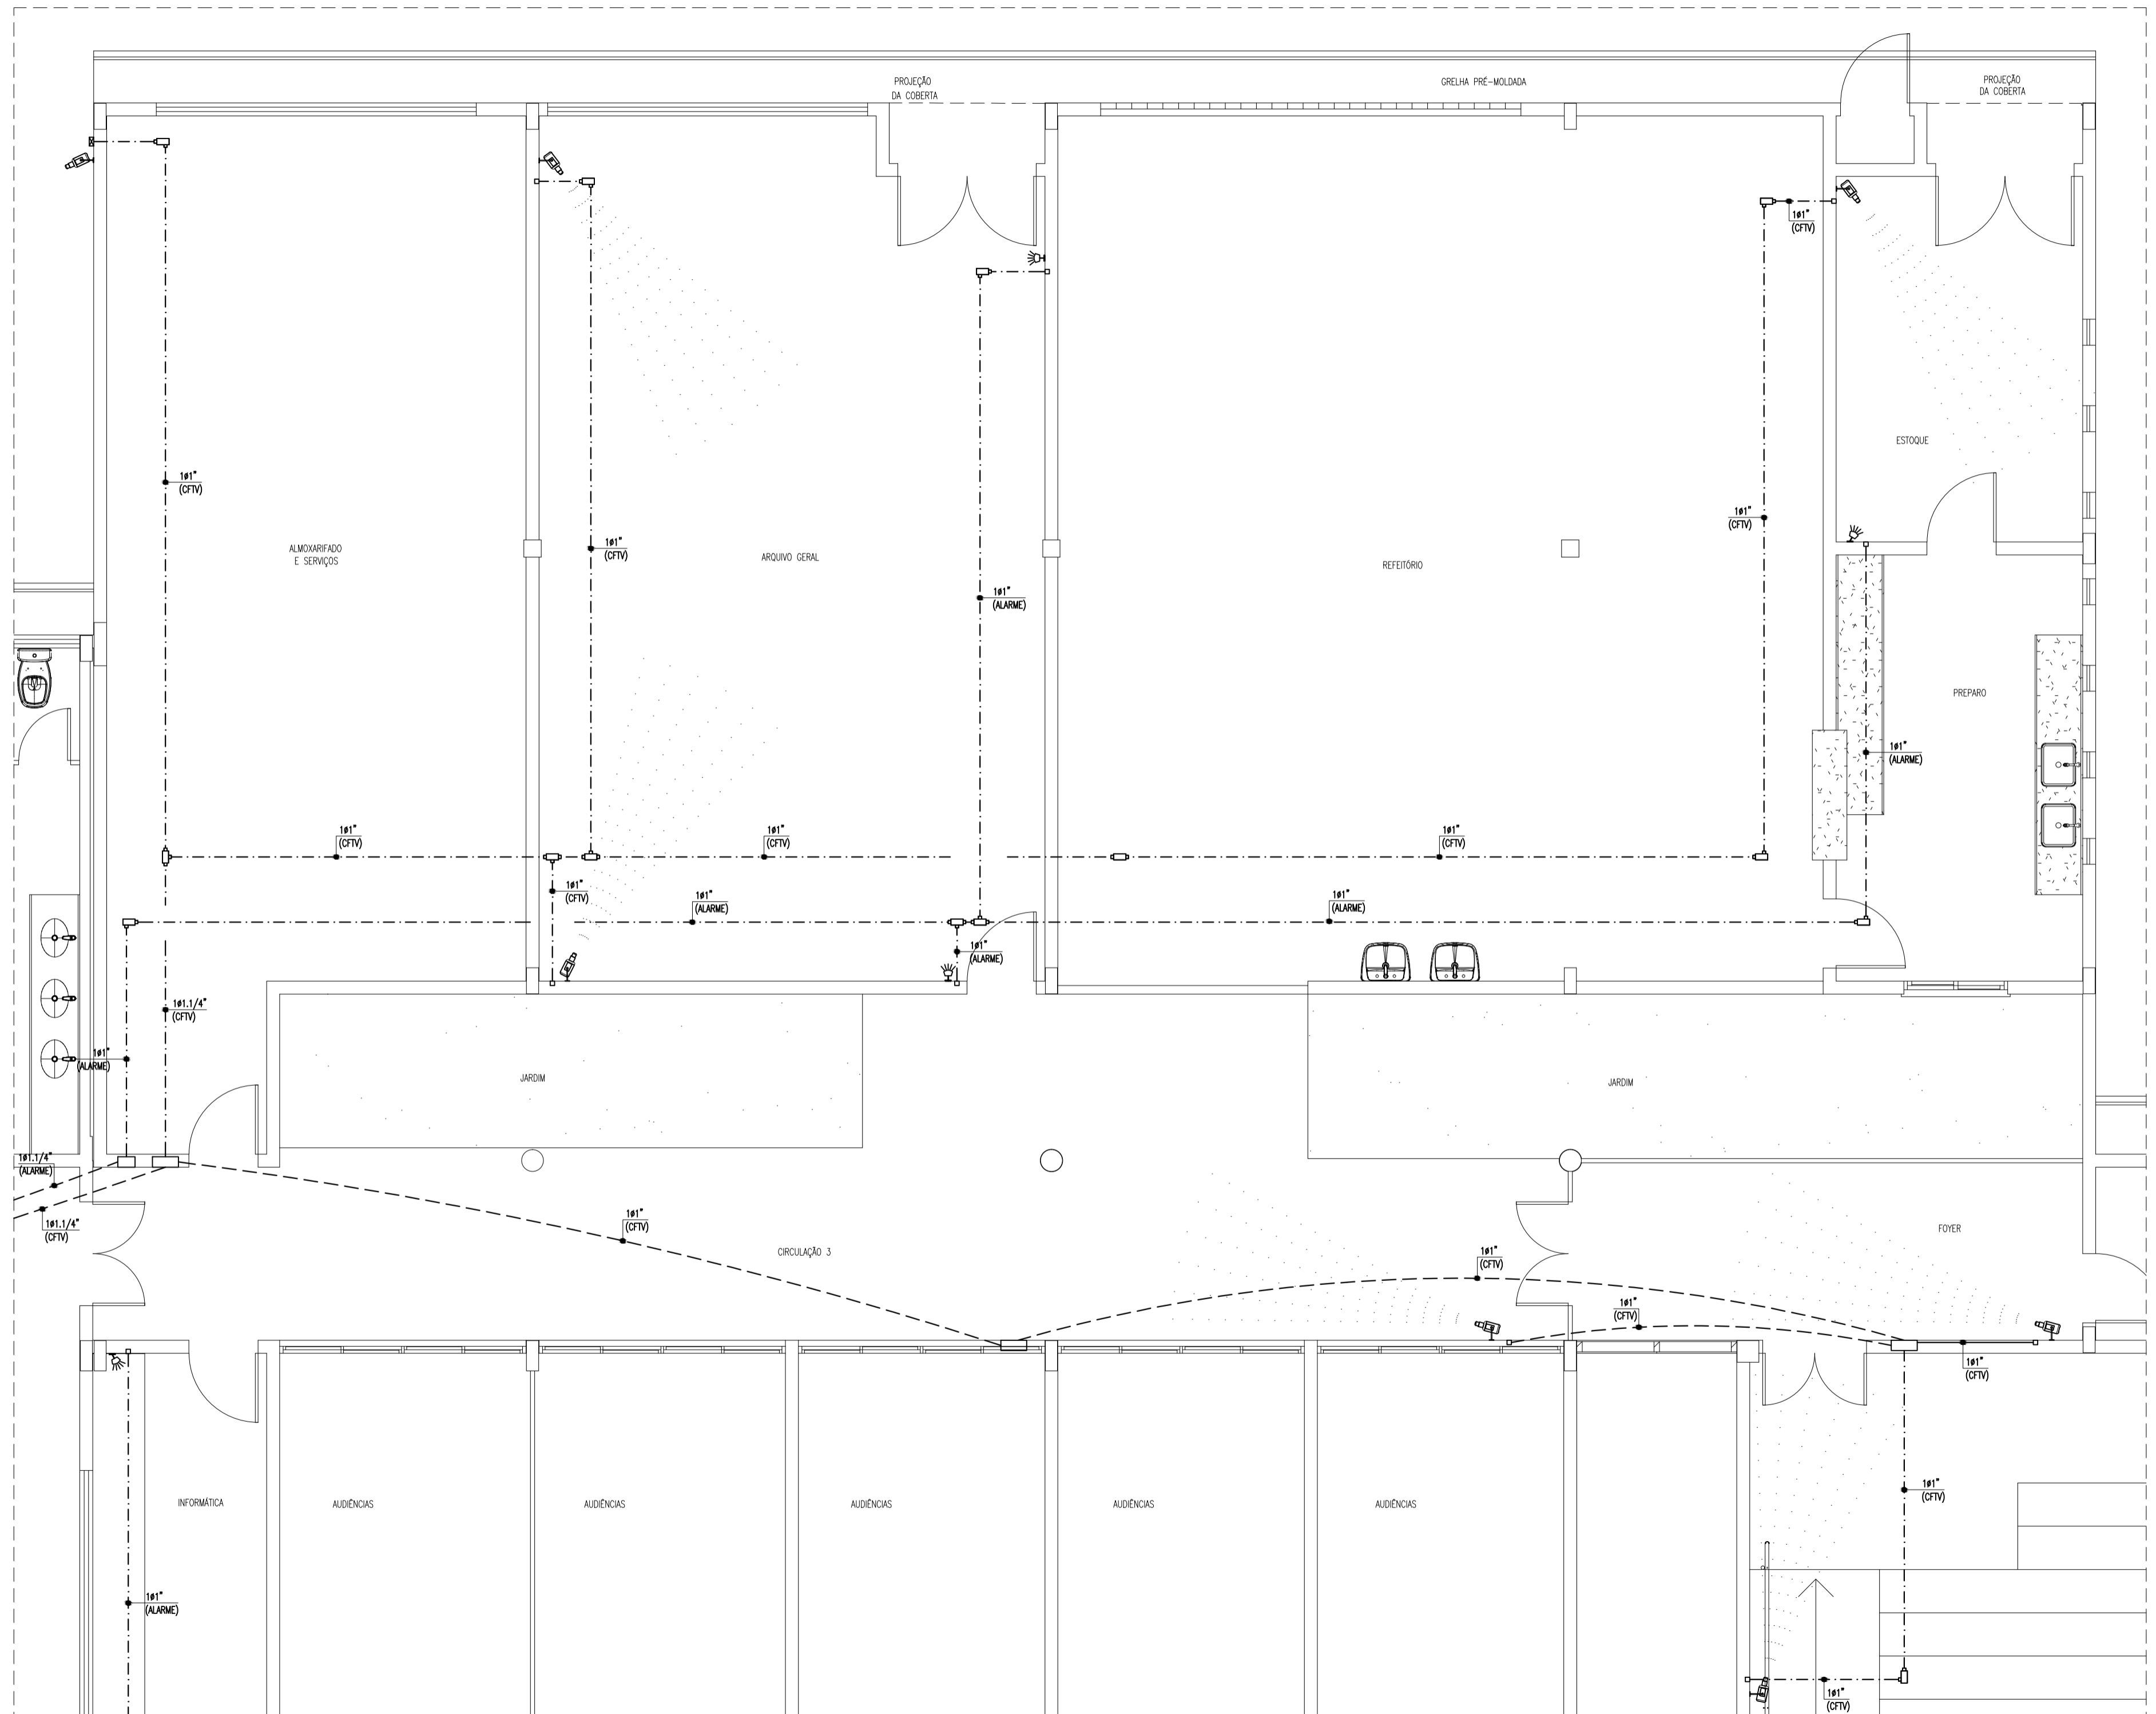 PROJEÇÃO
DA COBERTA
GRELHA PRÉ-MOLDADA
PROJEÇÃO
DA COBERTA
1ø1"
(CFTV)
ESTOQUE
1ø1"
(CFTV)
1ø1"
(CFTV)
1ø1"
(CFTV)
ALMOXARIFADO
E SERVIÇOS
ARQUIVO GERAL
REFEITÓRIO
1ø1"
(ALARME)
PREPARO
1ø1"
(ALARME)
1ø1"
(CFTV)
1ø1"
(CFTV)
1ø1"
(CFTV)
1ø1"
(CFTV)
1ø1"
(ALARME)
1ø1"
(ALARME)
1ø1"
(ALARME)
1ø1.1/4"
(CFTV)
1ø1"
(ALARME)
JARDIM
JARDIM
1ø1.1/4"
(ALARME)
1ø1.1/4"
(CFTV)
1ø1"
(CFTV)
CIRCULAÇÃO 3
FOYER
1ø1"
(CFTV)
1ø1"
(CFTV)
1ø1"
(CFTV)
INFORMÁTICA
AUDIÊNCIAS
AUDIÊNCIAS
AUDIÊNCIAS
AUDIÊNCIAS
AUDIÊNCIAS
1ø1"
(CFTV)
1ø1"
(ALARME)
1ø1"
(CFTV)